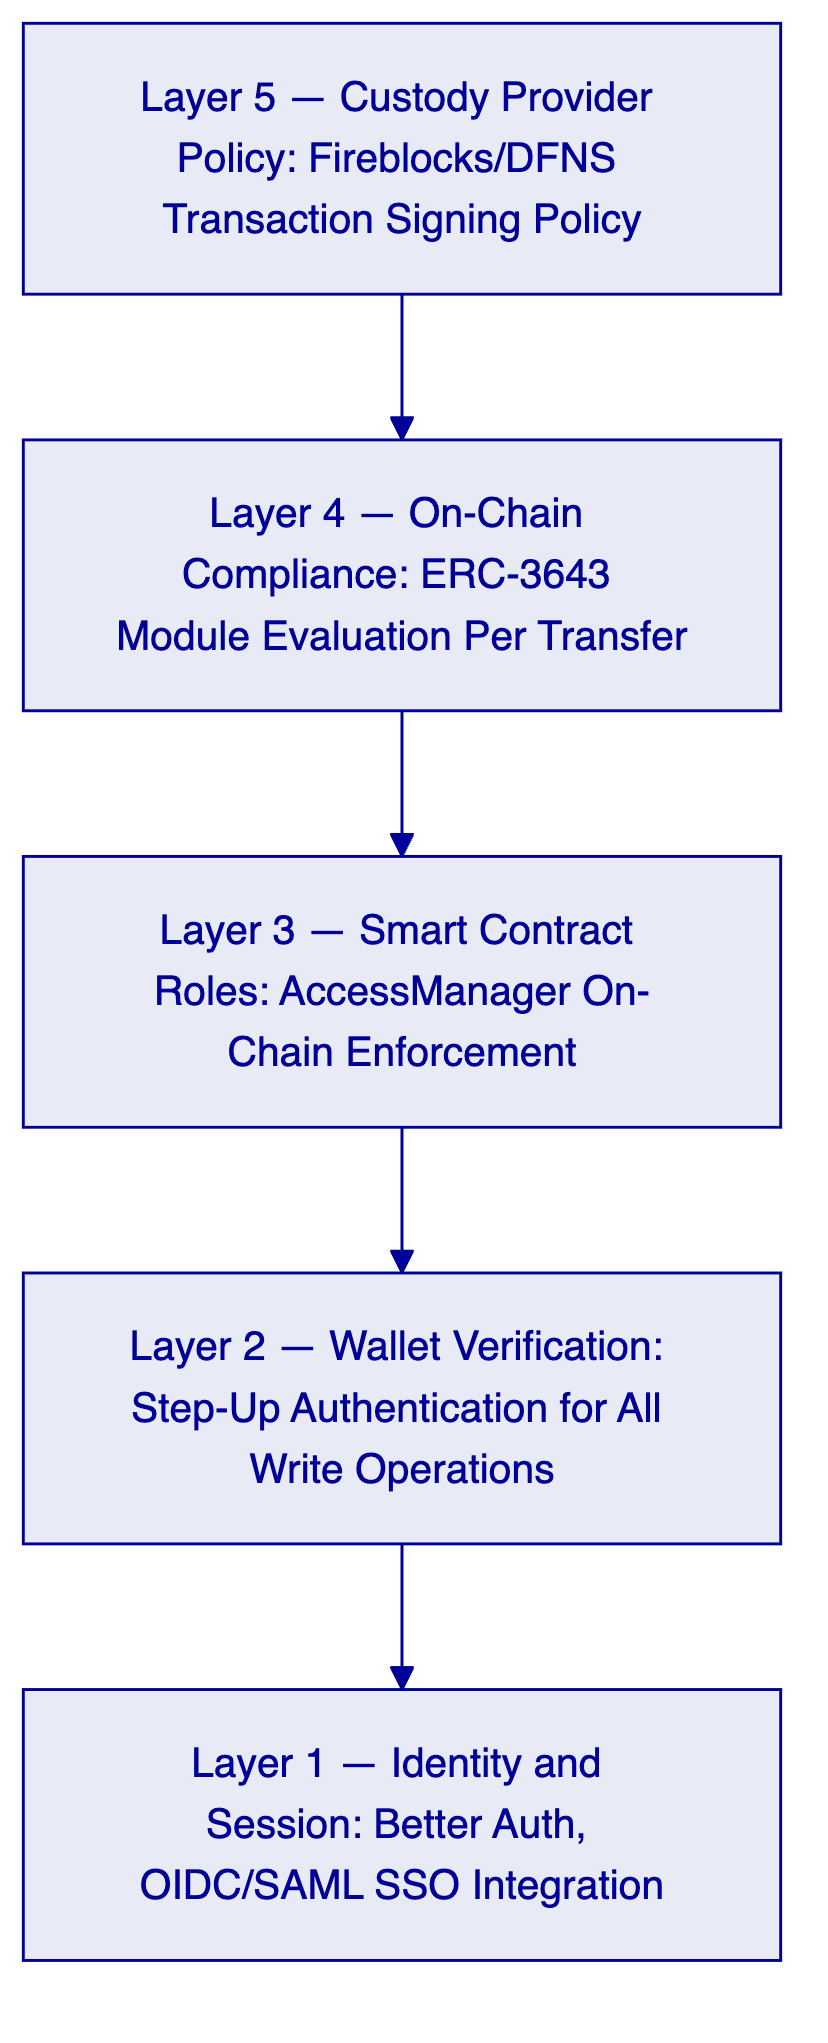 Layer 5 — Custody Provider
Policy: Fireblocks/DFNS
Transaction Signing Policy
Layer 4 — On-Chain
Compliance: ERC-3643
Module Evaluation Per Transfer
Layer 3 — Smart Contract
Roles: AccessManager On-
Chain Enforcement
Layer 2 — Wallet Verification:
Step-Up Authentication for All
Write Operations
Layer 1 — Identity and
Session: Better Auth,
OIDC/SAML SSO Integration